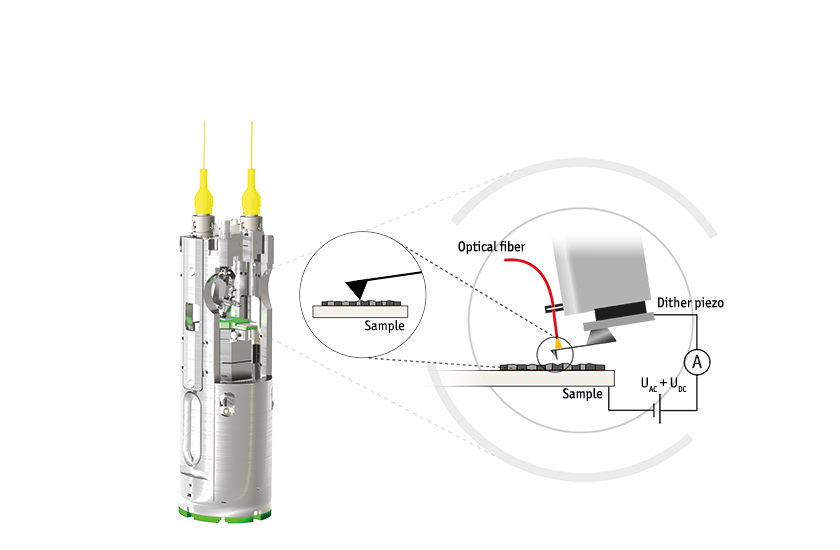 Optical fiber
Dither piezo
Sample
A
U_AC + U_DC
Sample